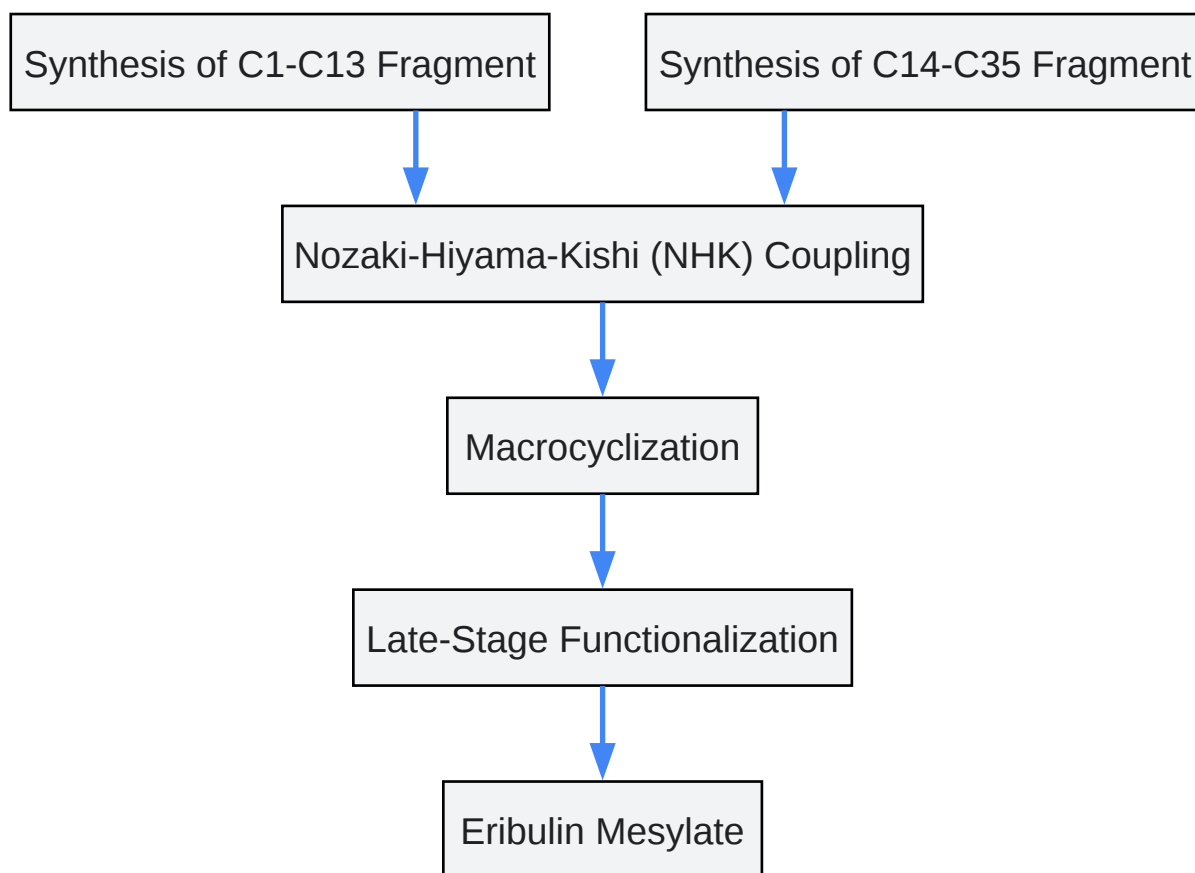 Synthesis of C1-C13 Fragment
Synthesis of C14-C35 Fragment
Nozaki-Hiyama-Kishi (NHK) Coupling
Macrocyclization
Late-Stage Functionalization
Eribulin Mesylate